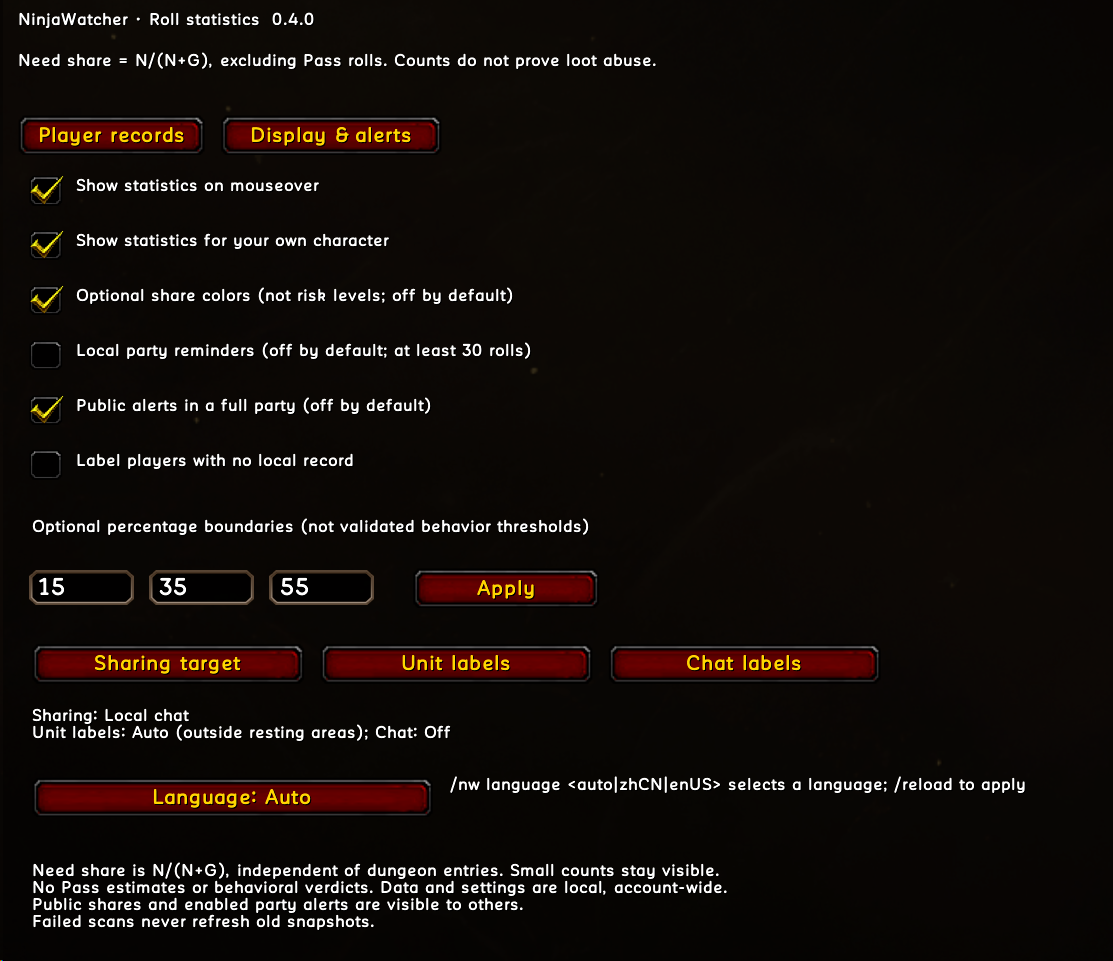 NinjaWatcher · Roll statistics 0.4.0
Need share = N/(N+G), excluding Pass rolls. Counts do not prove loot abuse.
Player records
Display & alerts
Show statistics on mouseover
Show statistics for your own character
Optional share colors (not risk levels; off by default)
Local party reminders (off by default; at least 30 rolls)
Public alerts in a full party (off by default)
Label players with no local record
Optional percentage boundaries (not validated behavior thresholds)
15 35 55 Apply
Sharing target Unit labels Chat labels
Sharing: Local chat
Unit labels: Auto (outside resting areas); Chat: Off
Language: Auto
/nw language <auto|zhCN|enUS> selects a language; /reload to apply
Need share is N/(N+G), independent of dungeon entries. Small counts stay visible.
No Pass estimates or behavioral verdicts. Data and settings are local, account-wide.
Public shares and enabled party alerts are visible to others.
Failed scans never refresh old snapshots.